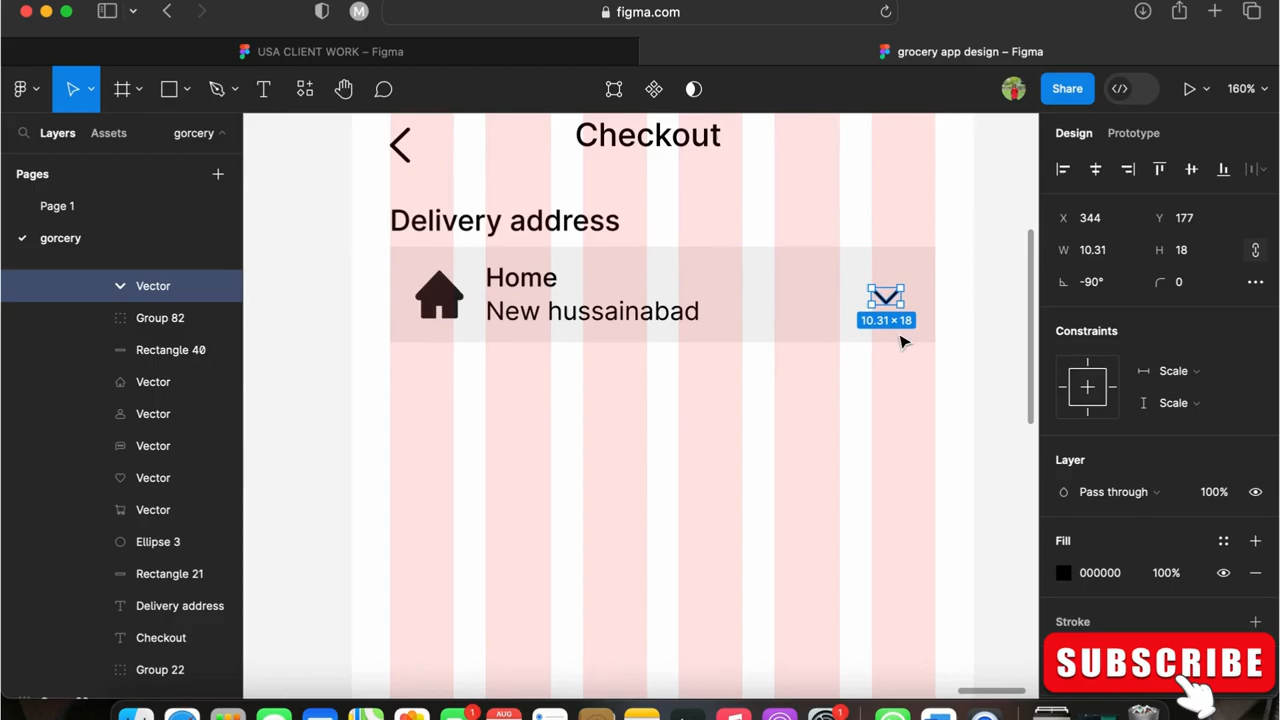 M
figma.com
USA CLIENT WORK – Figma
grocery app design – Figma
T
Share
</>
160%
Layers
Assets
gorcery
Design
Prototype
Pages
Page 1
gorcery
Vector
Group 82
Rectangle 40
Vector
Vector
Vector
Vector
Vector
Ellipse 3
Rectangle 21
Delivery address
Checkout
Group 22
Checkout
Delivery address
Home
New hussainabad
10.31 × 18
X 344
Y 177
W 10.31
H 18
-90°
0
Constraints
Scale
Scale
Layer
Pass through
100%
Fill
000000
100%
Stroke
SUBSCRIBE
1
AUG
1